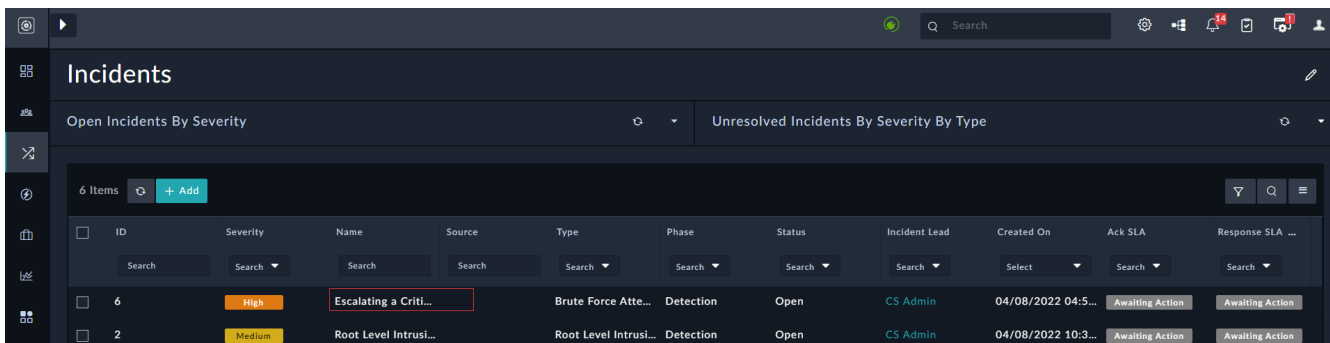 14
!
Search
Incidents
Open Incidents By Severity
Unresolved Incidents By Severity By Type
6 Items + Add
ID Severity Name Source Type Phase Status Incident Lead Created On Ack SLA Response SLA ...
Search Search Search Search Search Search Search Search Select Search Search
6 High Escalating a Criti... Brute Force Atte... Detection Open CS Admin 04/08/2022 04:5... Awaiting Action Awaiting Action
2 Medium Root Level Intrusi... Root Level Intrusi... Detection Open CS Admin 04/08/2022 10:3... Awaiting Action Awaiting Action